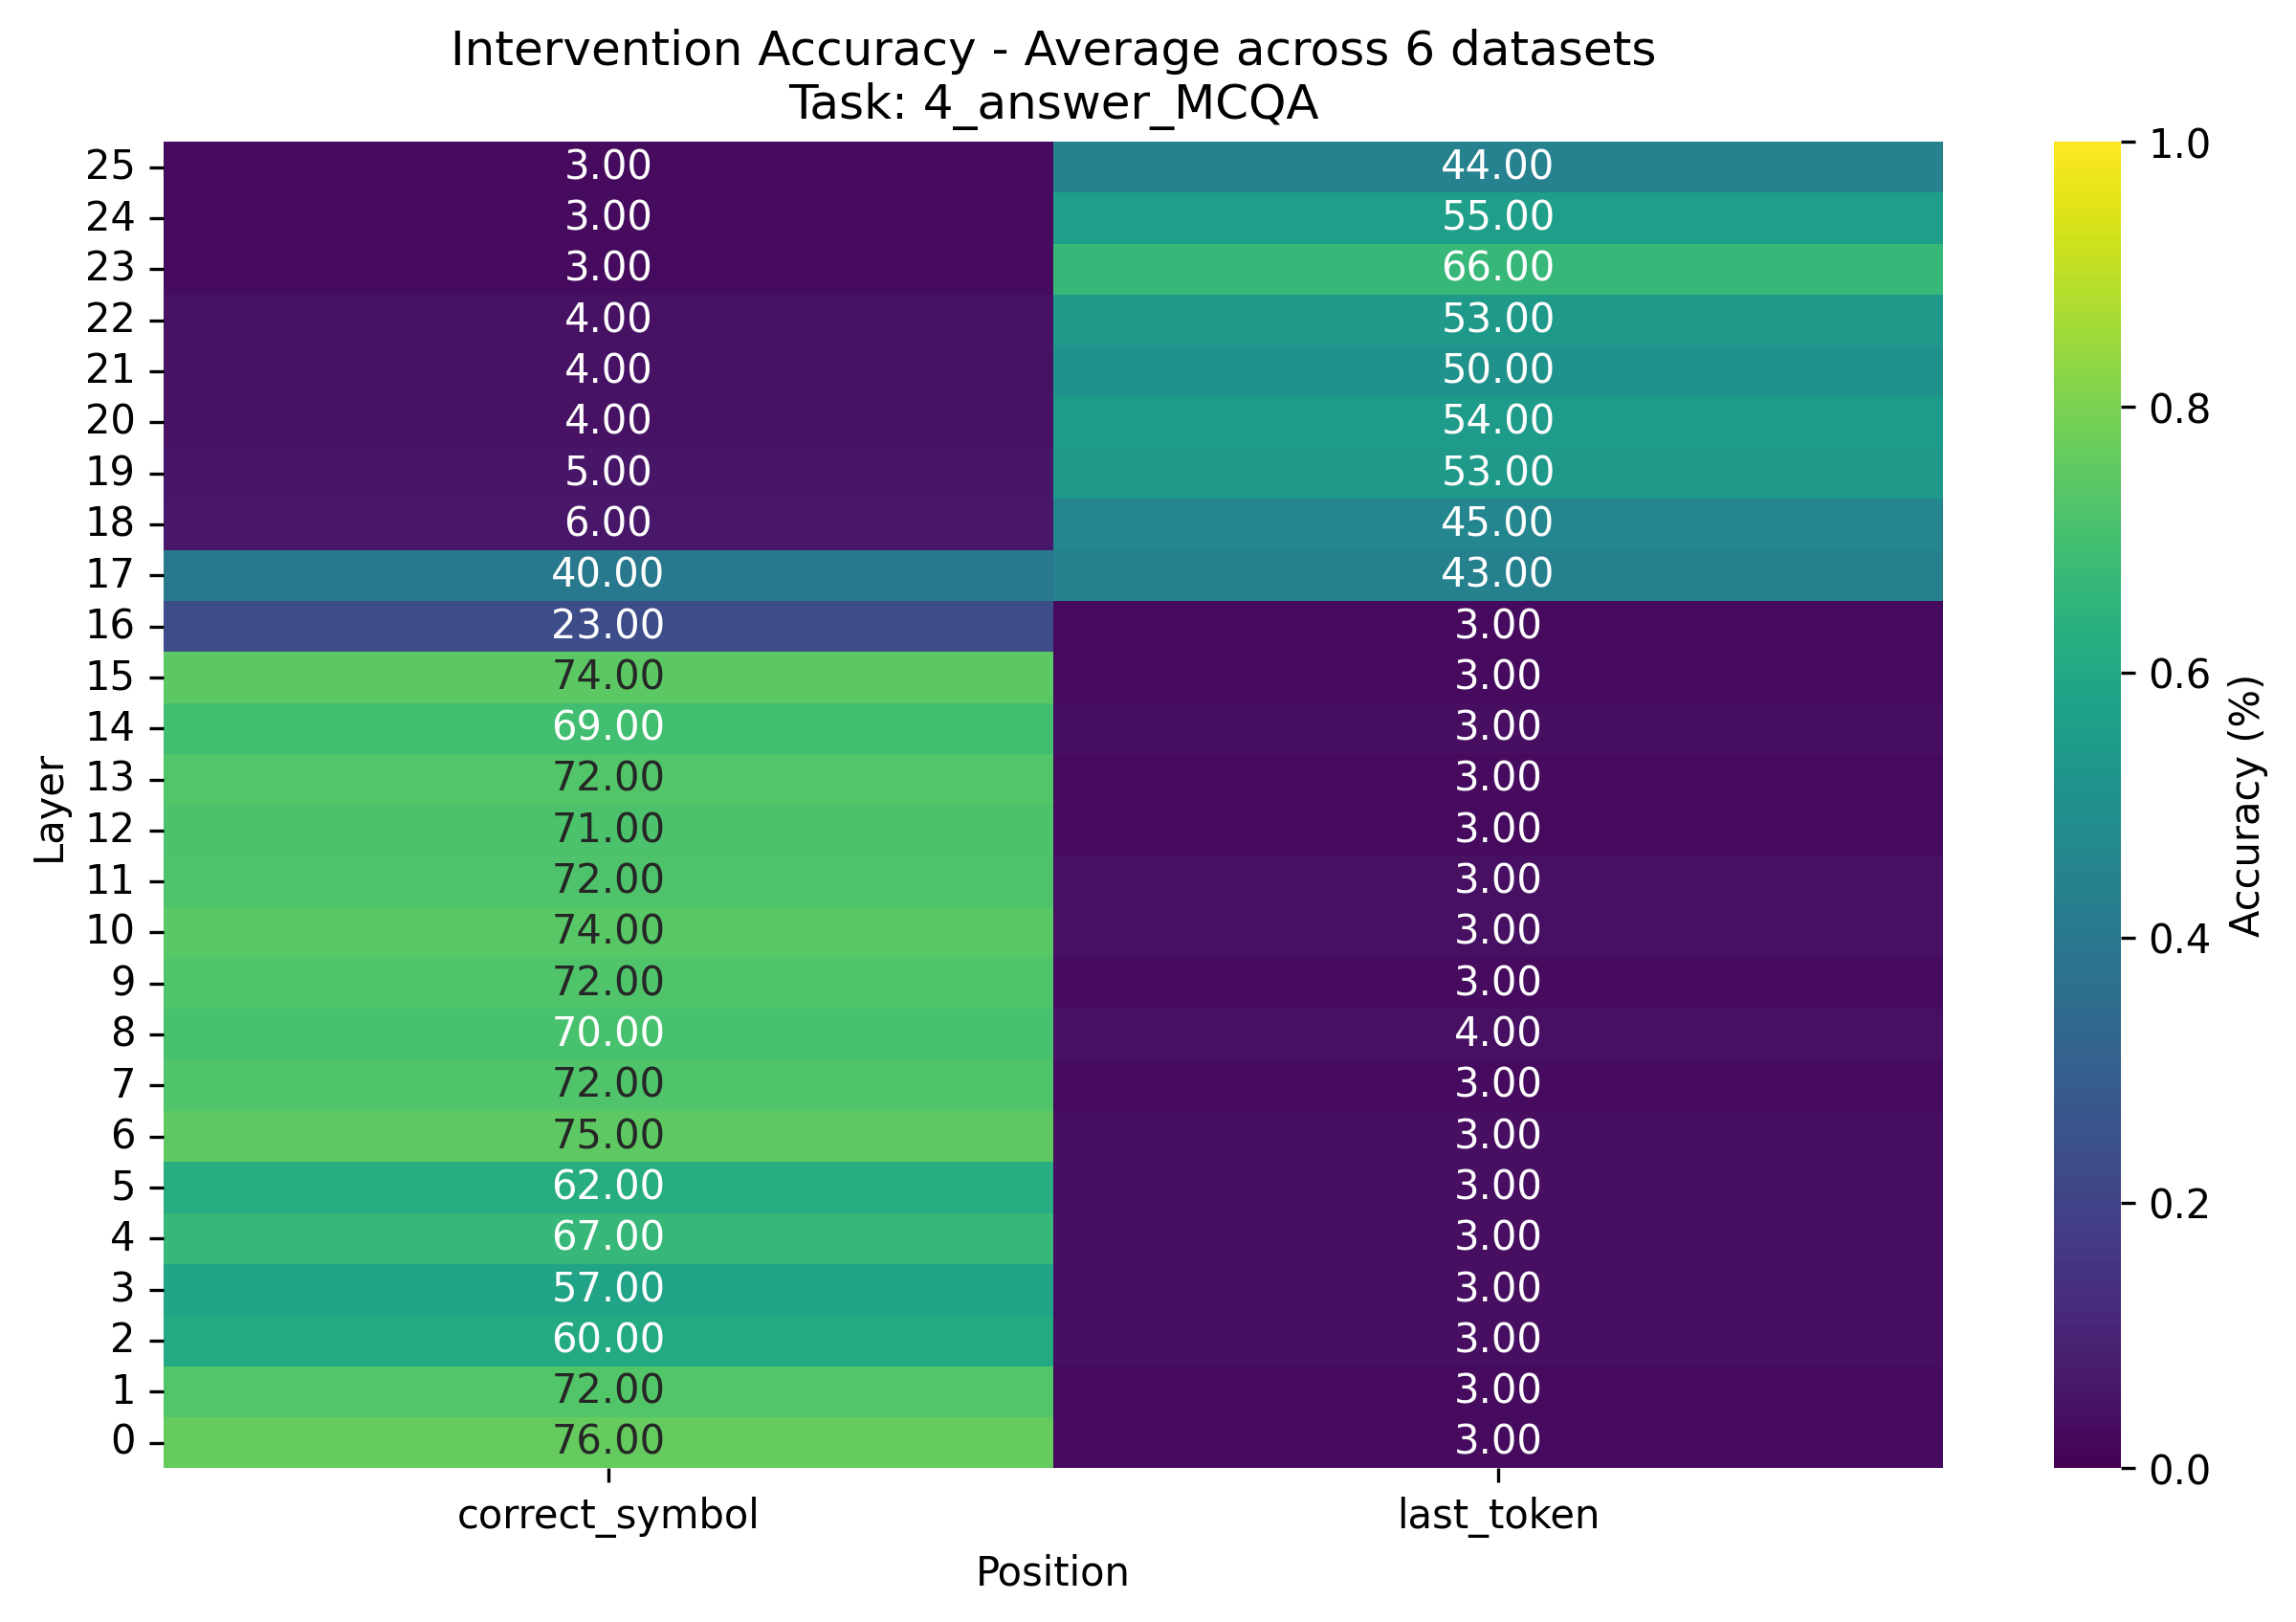 Intervention Accuracy - Average across 6 datasets
Task: 4_answer_MCQA
25 3.00 44.00
24 3.00 55.00
23 3.00 66.00
22 4.00 53.00
21 4.00 50.00
20 4.00 54.00
19 5.00 53.00
18 6.00 45.00
17 40.00 43.00
16 23.00 3.00
15 74.00 3.00
14 69.00 3.00
13 72.00 3.00
12 71.00 3.00
11 72.00 3.00
10 74.00 3.00
9 72.00 3.00
8 70.00 4.00
7 72.00 3.00
6 75.00 3.00
5 62.00 3.00
4 67.00 3.00
3 57.00 3.00
2 60.00 3.00
1 72.00 3.00
0 76.00 3.00
Layer
correct_symbol last_token
Position
1.0
0.8
0.6
0.4
0.2
0.0
Accuracy (%)